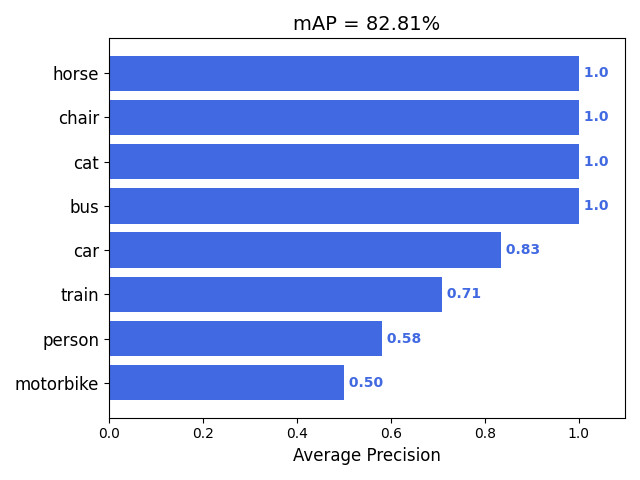 mAP = 82.81%
horse 1.0
chair 1.0
cat 1.0
bus 1.0
car 0.83
train 0.71
person 0.58
motorbike 0.50
0.0 0.2 0.4 0.6 0.8 1.0
Average Precision